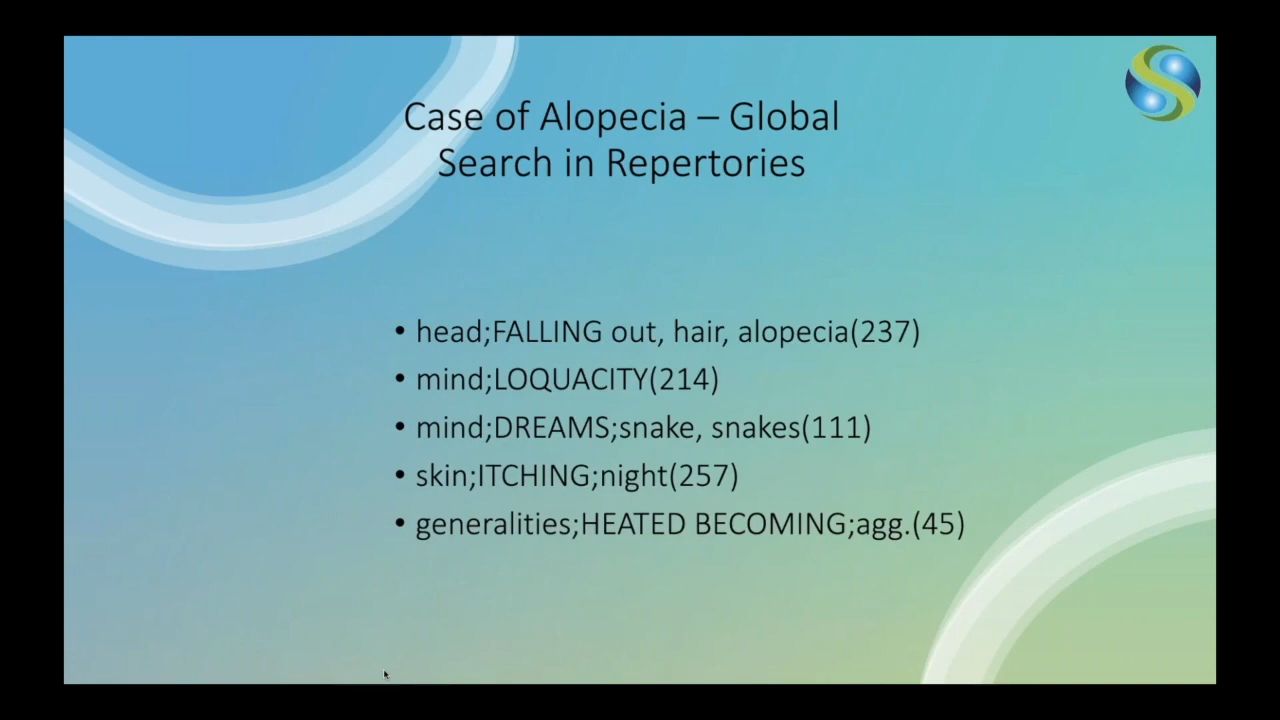 Case of Alopecia – Global
Search in Repertories
• head;FALLING out, hair, alopecia(237)
• mind;LOQUACITY(214)
• mind;DREAMS;snake, snakes(111)
• skin;ITCHING;night(257)
• generalities;HEATED BECOMING;agg.(45)